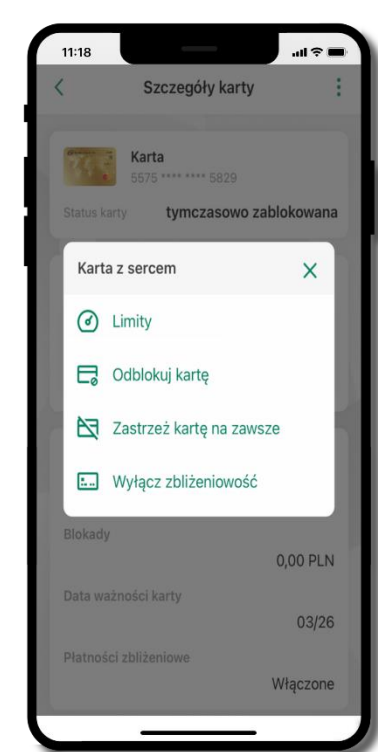 11:18
Szczegóły karty
Karta
5575 **** **** 5829
Status karty tymczasowo zablokowana
Karta z sercem
Limity
Odblokuj kartę
Zastrzeż kartę na zawsze
Wyłącz zbliżeniowość
Blokady
0,00 PLN
Data ważności karty
03/26
Płatności zbliżeniowe
Włączone